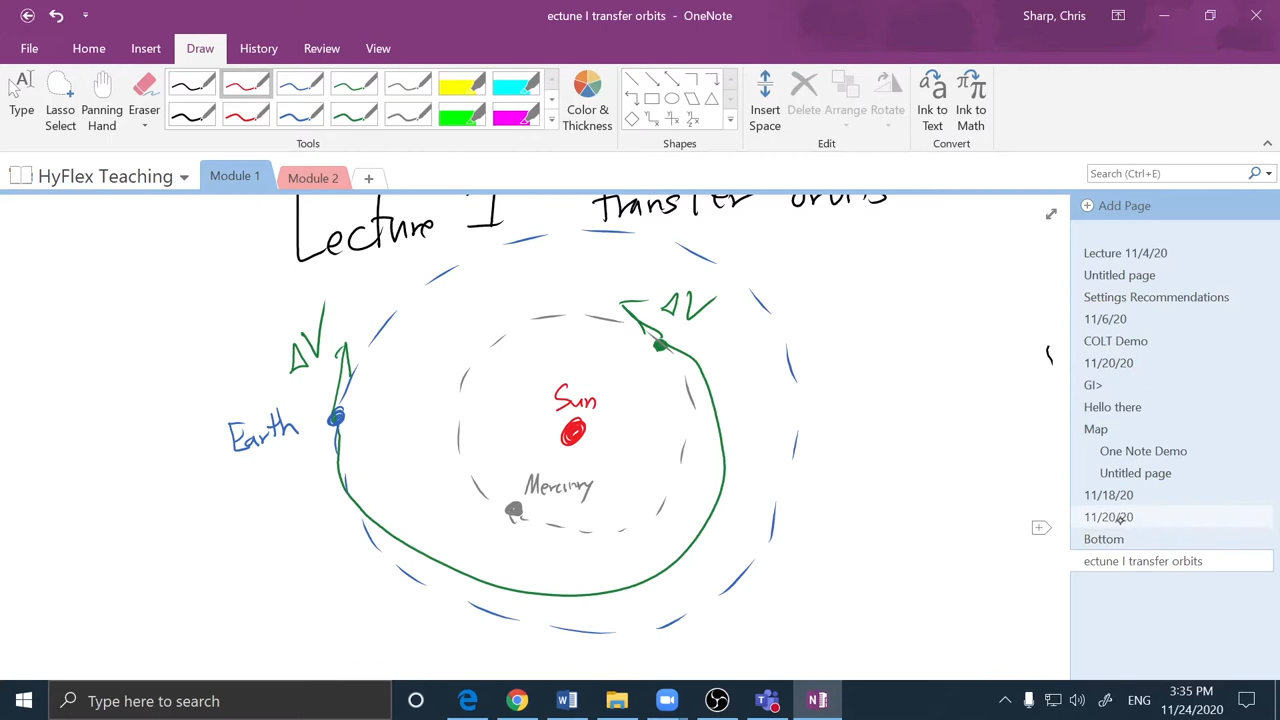 ectune I transfer orbits - OneNote
Sharp, Chris
File
Home
Insert
Draw
History
Review
View
Type
Lasso
Select
Panning
Hand
Eraser
Color &
Thickness
Insert
Space
Delete
Arrange
Rotate
Ink to
Text
Ink to
Math
Tools
Shapes
Edit
Convert
HyFlex Teaching
Module 1
Module 2
Search (Ctrl+E)
Lecture I transfer orbits
ΔV
ΔV
Sun
Earth
Mercury
Add Page
Lecture 11/4/20
Untitled page
Settings Recommendations
11/6/20
COLT Demo
11/20/20
GI>
Hello there
Map
One Note Demo
Untitled page
11/18/20
11/20/20
Bottom
ectune I transfer orbits
Type here to search
ENG
3:35 PM
11/24/2020